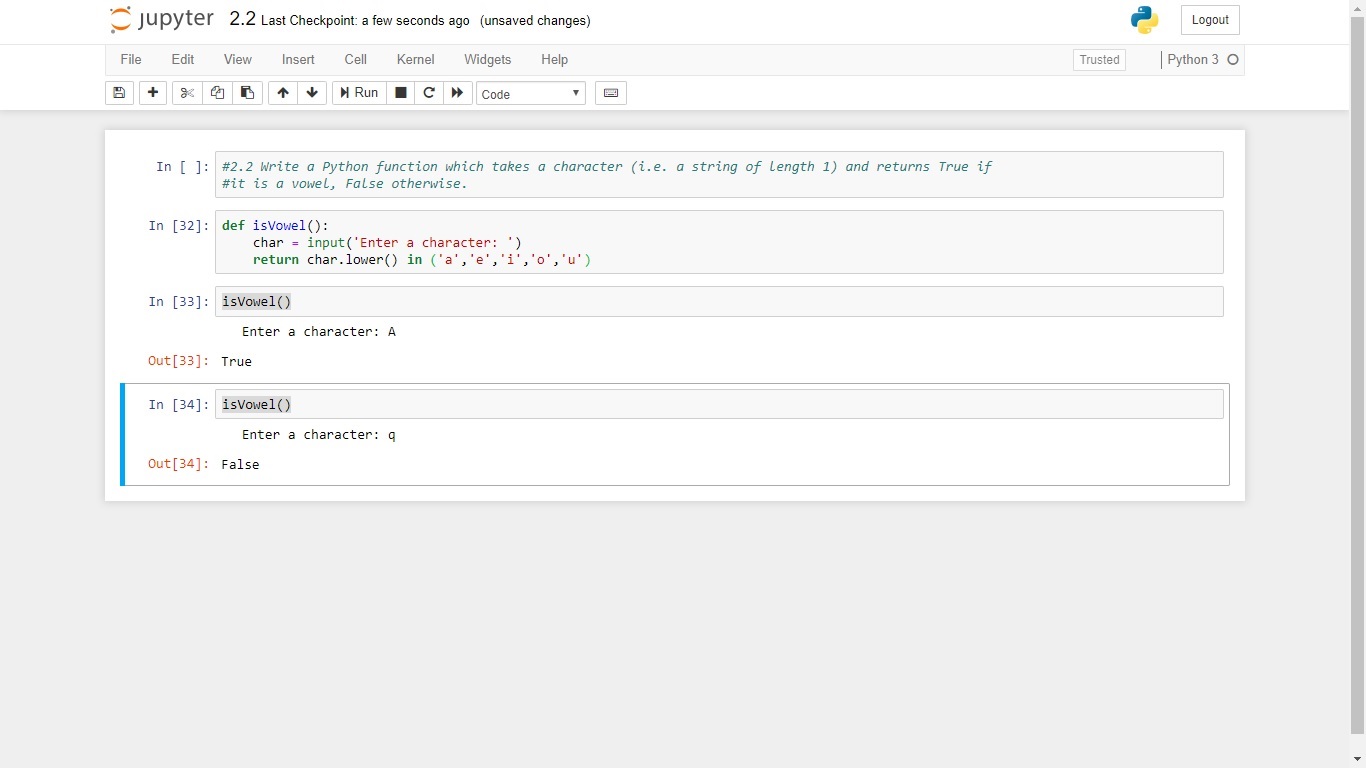 jupyter 2.2 Last Checkpoint: a few seconds ago (unsaved changes) Logout
File Edit View Insert Cell Kernel Widgets Help Trusted Python 3
Run Code
In [ ]: #2.2 Write a Python function which takes a character (i.e. a string of length 1) and returns True if
#it is a vowel, False otherwise.
In [32]: def isVowel():
    char = input('Enter a character: ')
    return char.lower() in ('a','e','i','o','u')
In [33]: isVowel()
Enter a character: A
Out[33]: True
In [34]: isVowel()
Enter a character: q
Out[34]: False